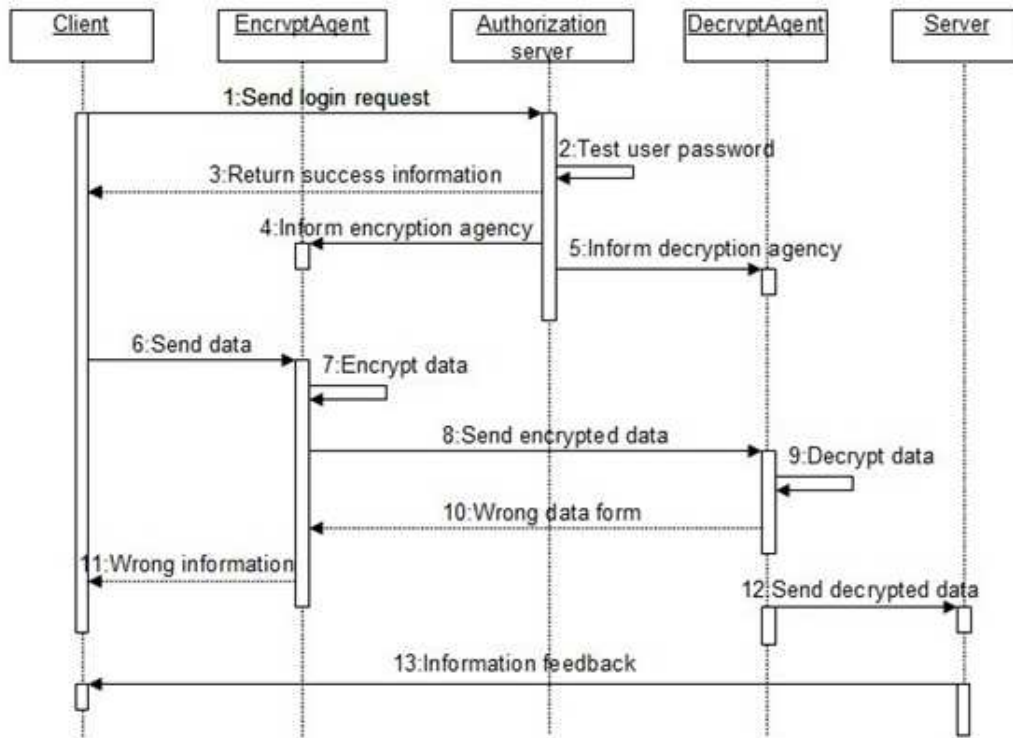 Client
EncryptAgent
Authorization
server
DecryptAgent
Server
1:Send login request
2:Test user password
3:Return success information
4:Inform encryption agency
5:Inform decryption agency
6:Send data
7:Encrypt data
8:Send encrypted data
9:Decrypt data
10:Wrong data form
11:Wrong information
12:Send decrypted data
13:Information feedback